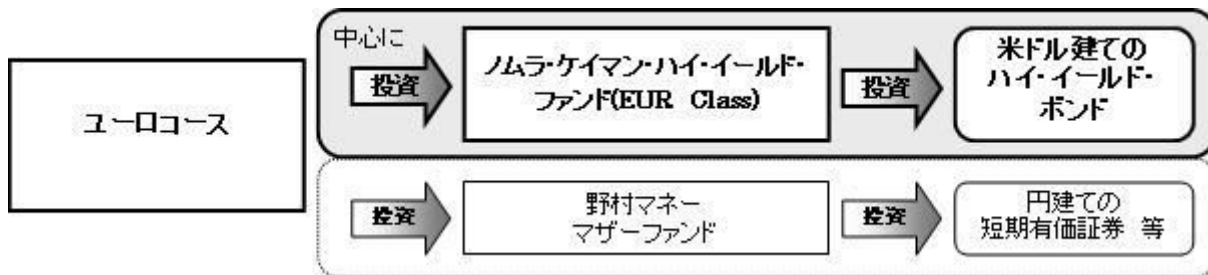 ユーロコース
中心に
投資
ノムラ・ケイマン・ハイ・イールド・
ファンド(EUR Class)
投資
米ドル建ての
ハイ・イールド・
ボンド
投資
野村マネー
マザーファンド
投資
円建ての
短期有価証券 等